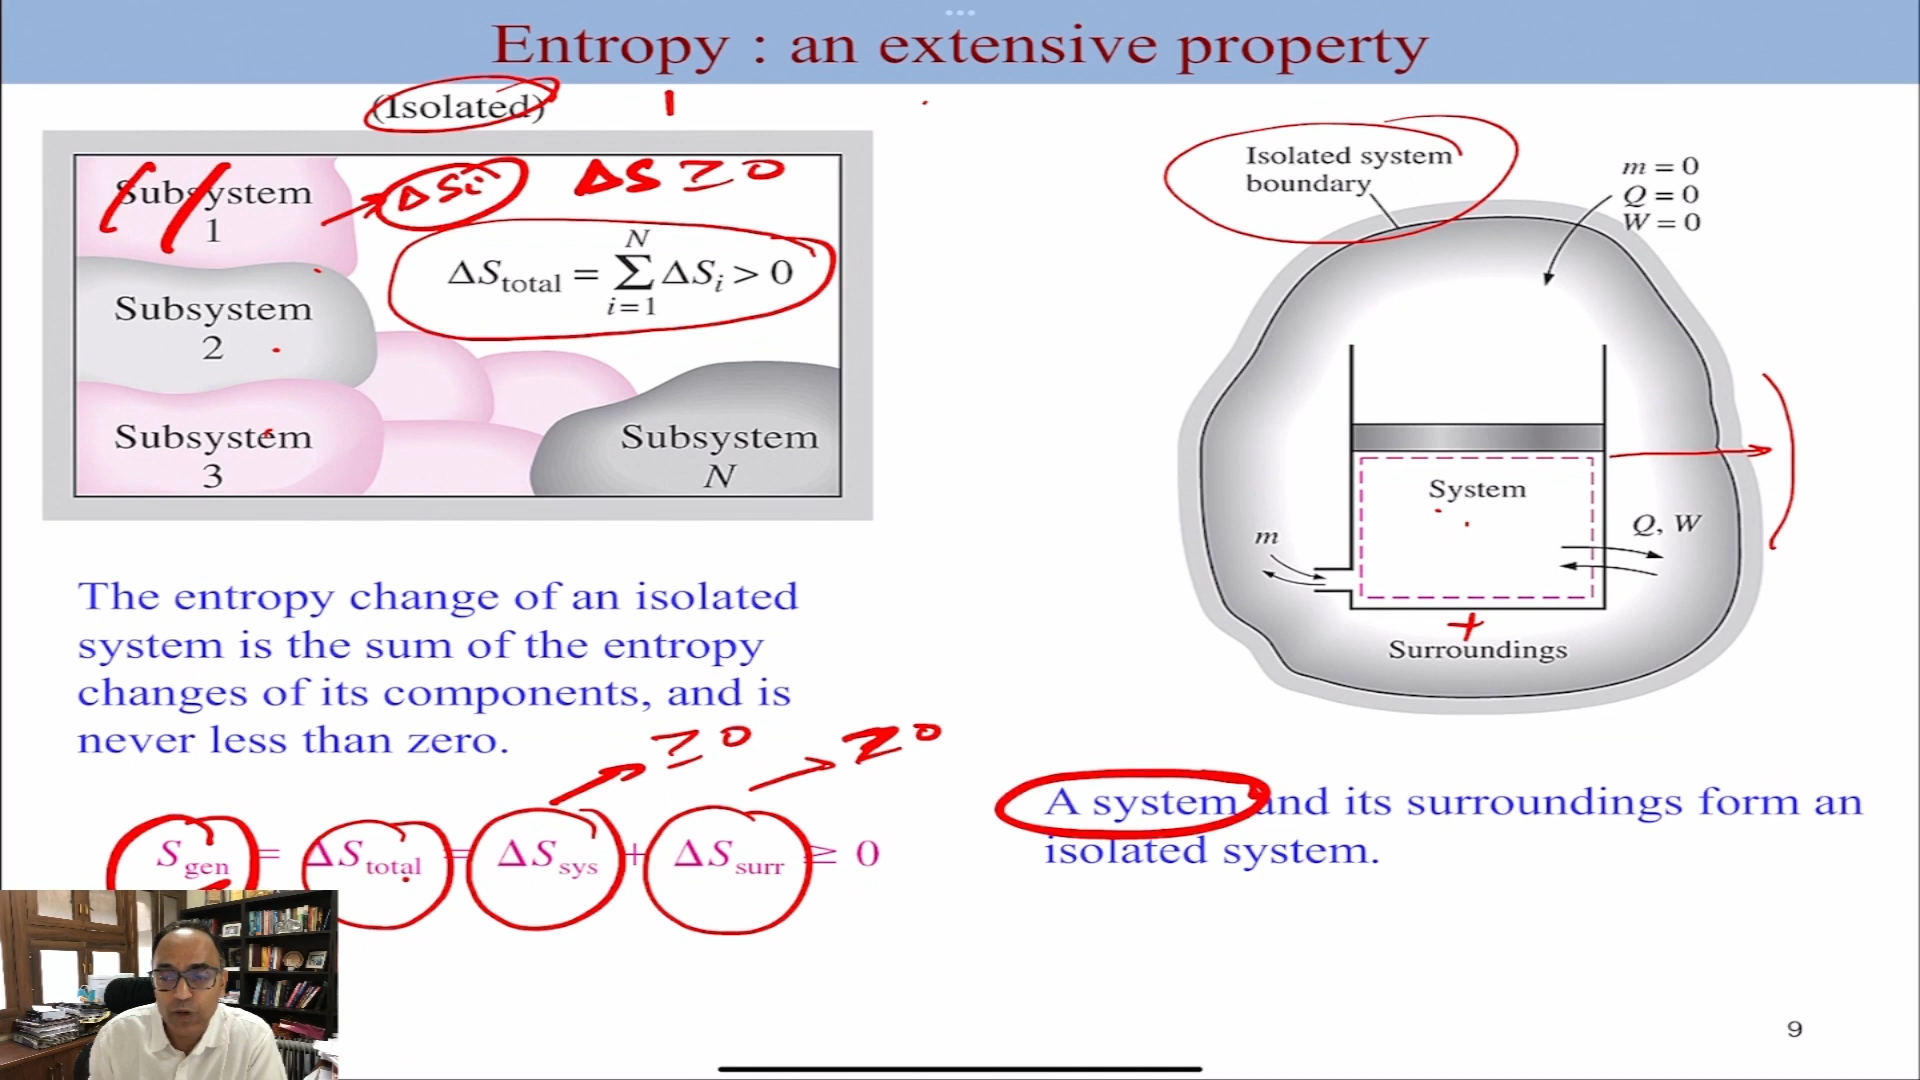 Entropy : an extensive property
(Isolated)
Subsystem
1
ΔSi
ΔS ≥ 0
N
ΔStotal = ∑ ΔSi > 0
i=1
Subsystem
2
Subsystem
3
Subsystem
N
The entropy change of an isolated
system is the sum of the entropy
changes of its components, and is
never less than zero.
≥ 0
≥ 0
Sgen = ΔStotal = ΔSsys + ΔSsurr ≥ 0
Isolated system
boundary
m = 0
Q = 0
W = 0
System
Q, W
m
+
Surroundings
A system and its surroundings form an
isolated system.
9